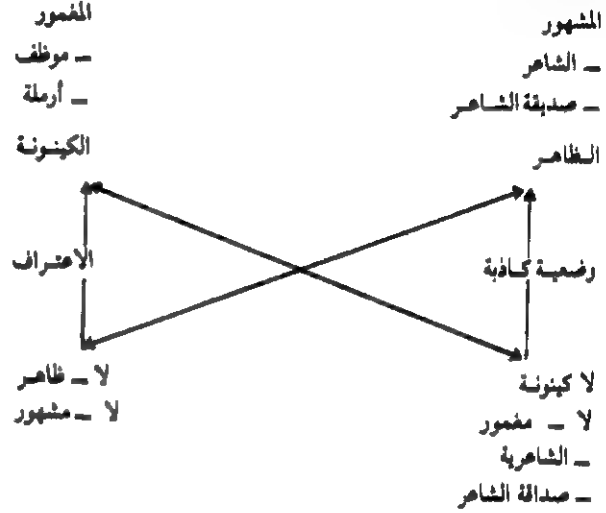 المشهور
– الشاعر
– صديقة الشاعر
الظاهر
المغمور
– موظف
– أرملة
الكينونة
وضعية كاذبة
الاعتراف
لا كينونة
لا – مغمور
– الشاعرية
– صداقة الشاعر
لا – ظاهر
لا – مشهور